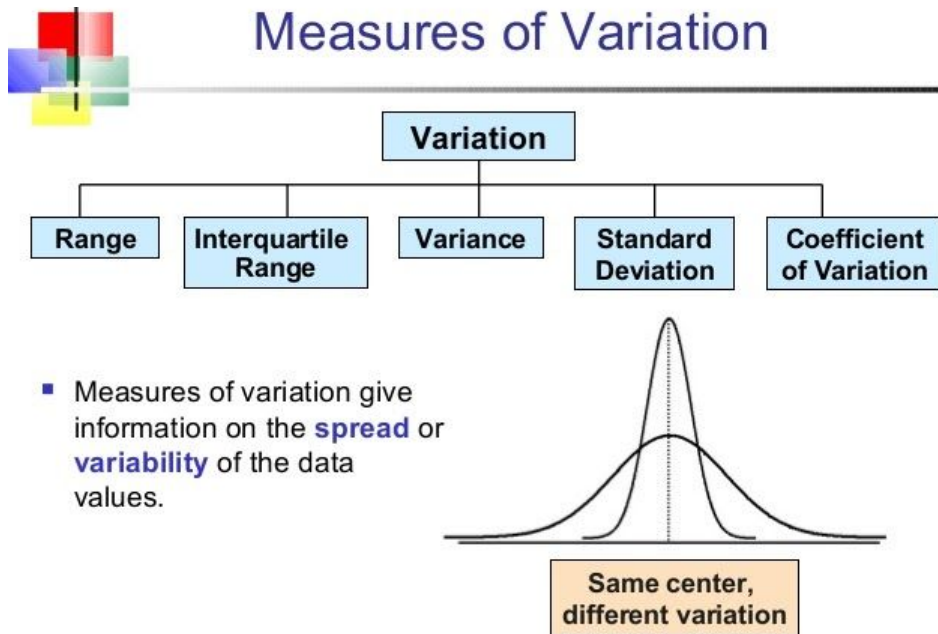 Measures of Variation
Variation
Range
Interquartile
Range
Variance
Standard
Deviation
Coefficient
of Variation
Measures of variation give
information on the spread or
variability of the data
values.
Same center,
different variation